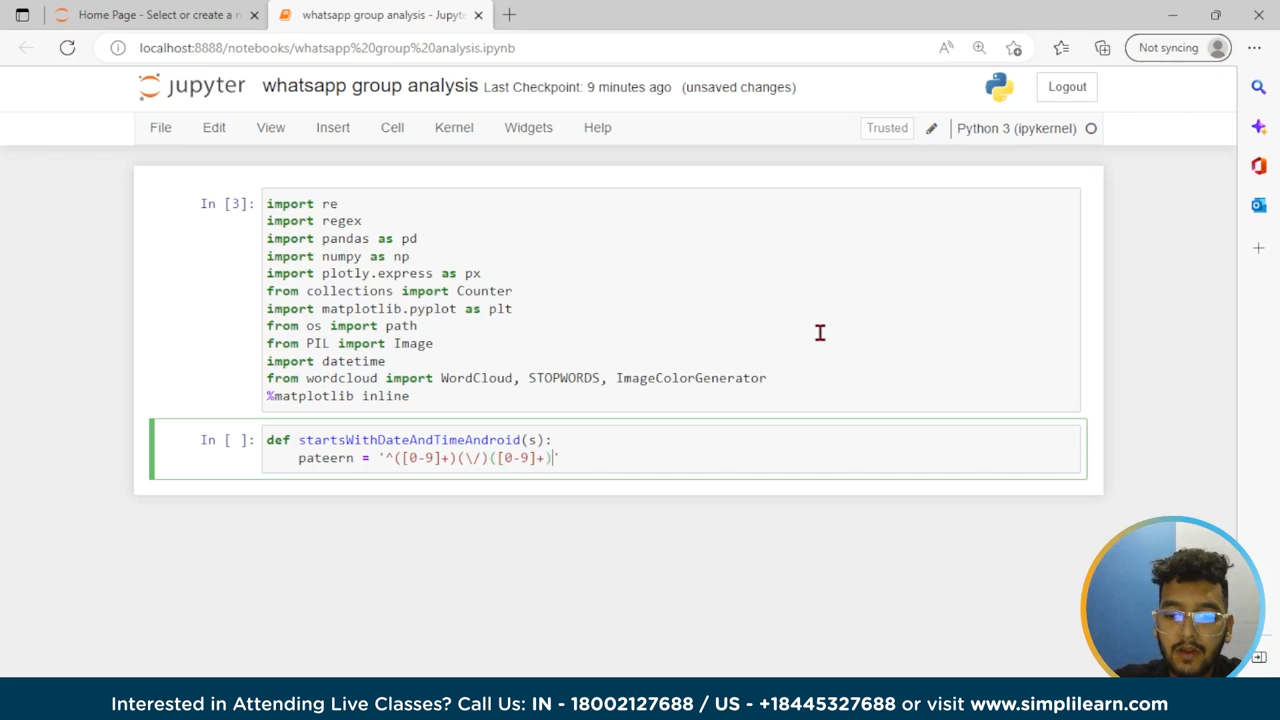 Home Page - Select or create a n
whatsapp group analysis - Jupyte
localhost:8888/notebooks/whatsapp%20group%20analysis.ipynb
Not syncing
jupyter whatsapp group analysis Last Checkpoint: 9 minutes ago (unsaved changes)
Logout
File Edit View Insert Cell Kernel Widgets Help
Trusted
Python 3 (ipykernel)
In [3]:
import re
import regex
import pandas as pd
import numpy as np
import plotly.express as px
from collections import Counter
import matplotlib.pyplot as plt
from os import path
from PIL import Image
import datetime
from wordcloud import WordCloud, STOPWORDS, ImageColorGenerator
%matplotlib inline
In [ ]:
def startsWithDateAndTimeAndroid(s):
pateern = '^([0-9]+)(\/)([0-9]+)'
Interested in Attending Live Classes? Call Us: IN - 18002127688 / US - +18445327688 or visit www.simplilearn.com